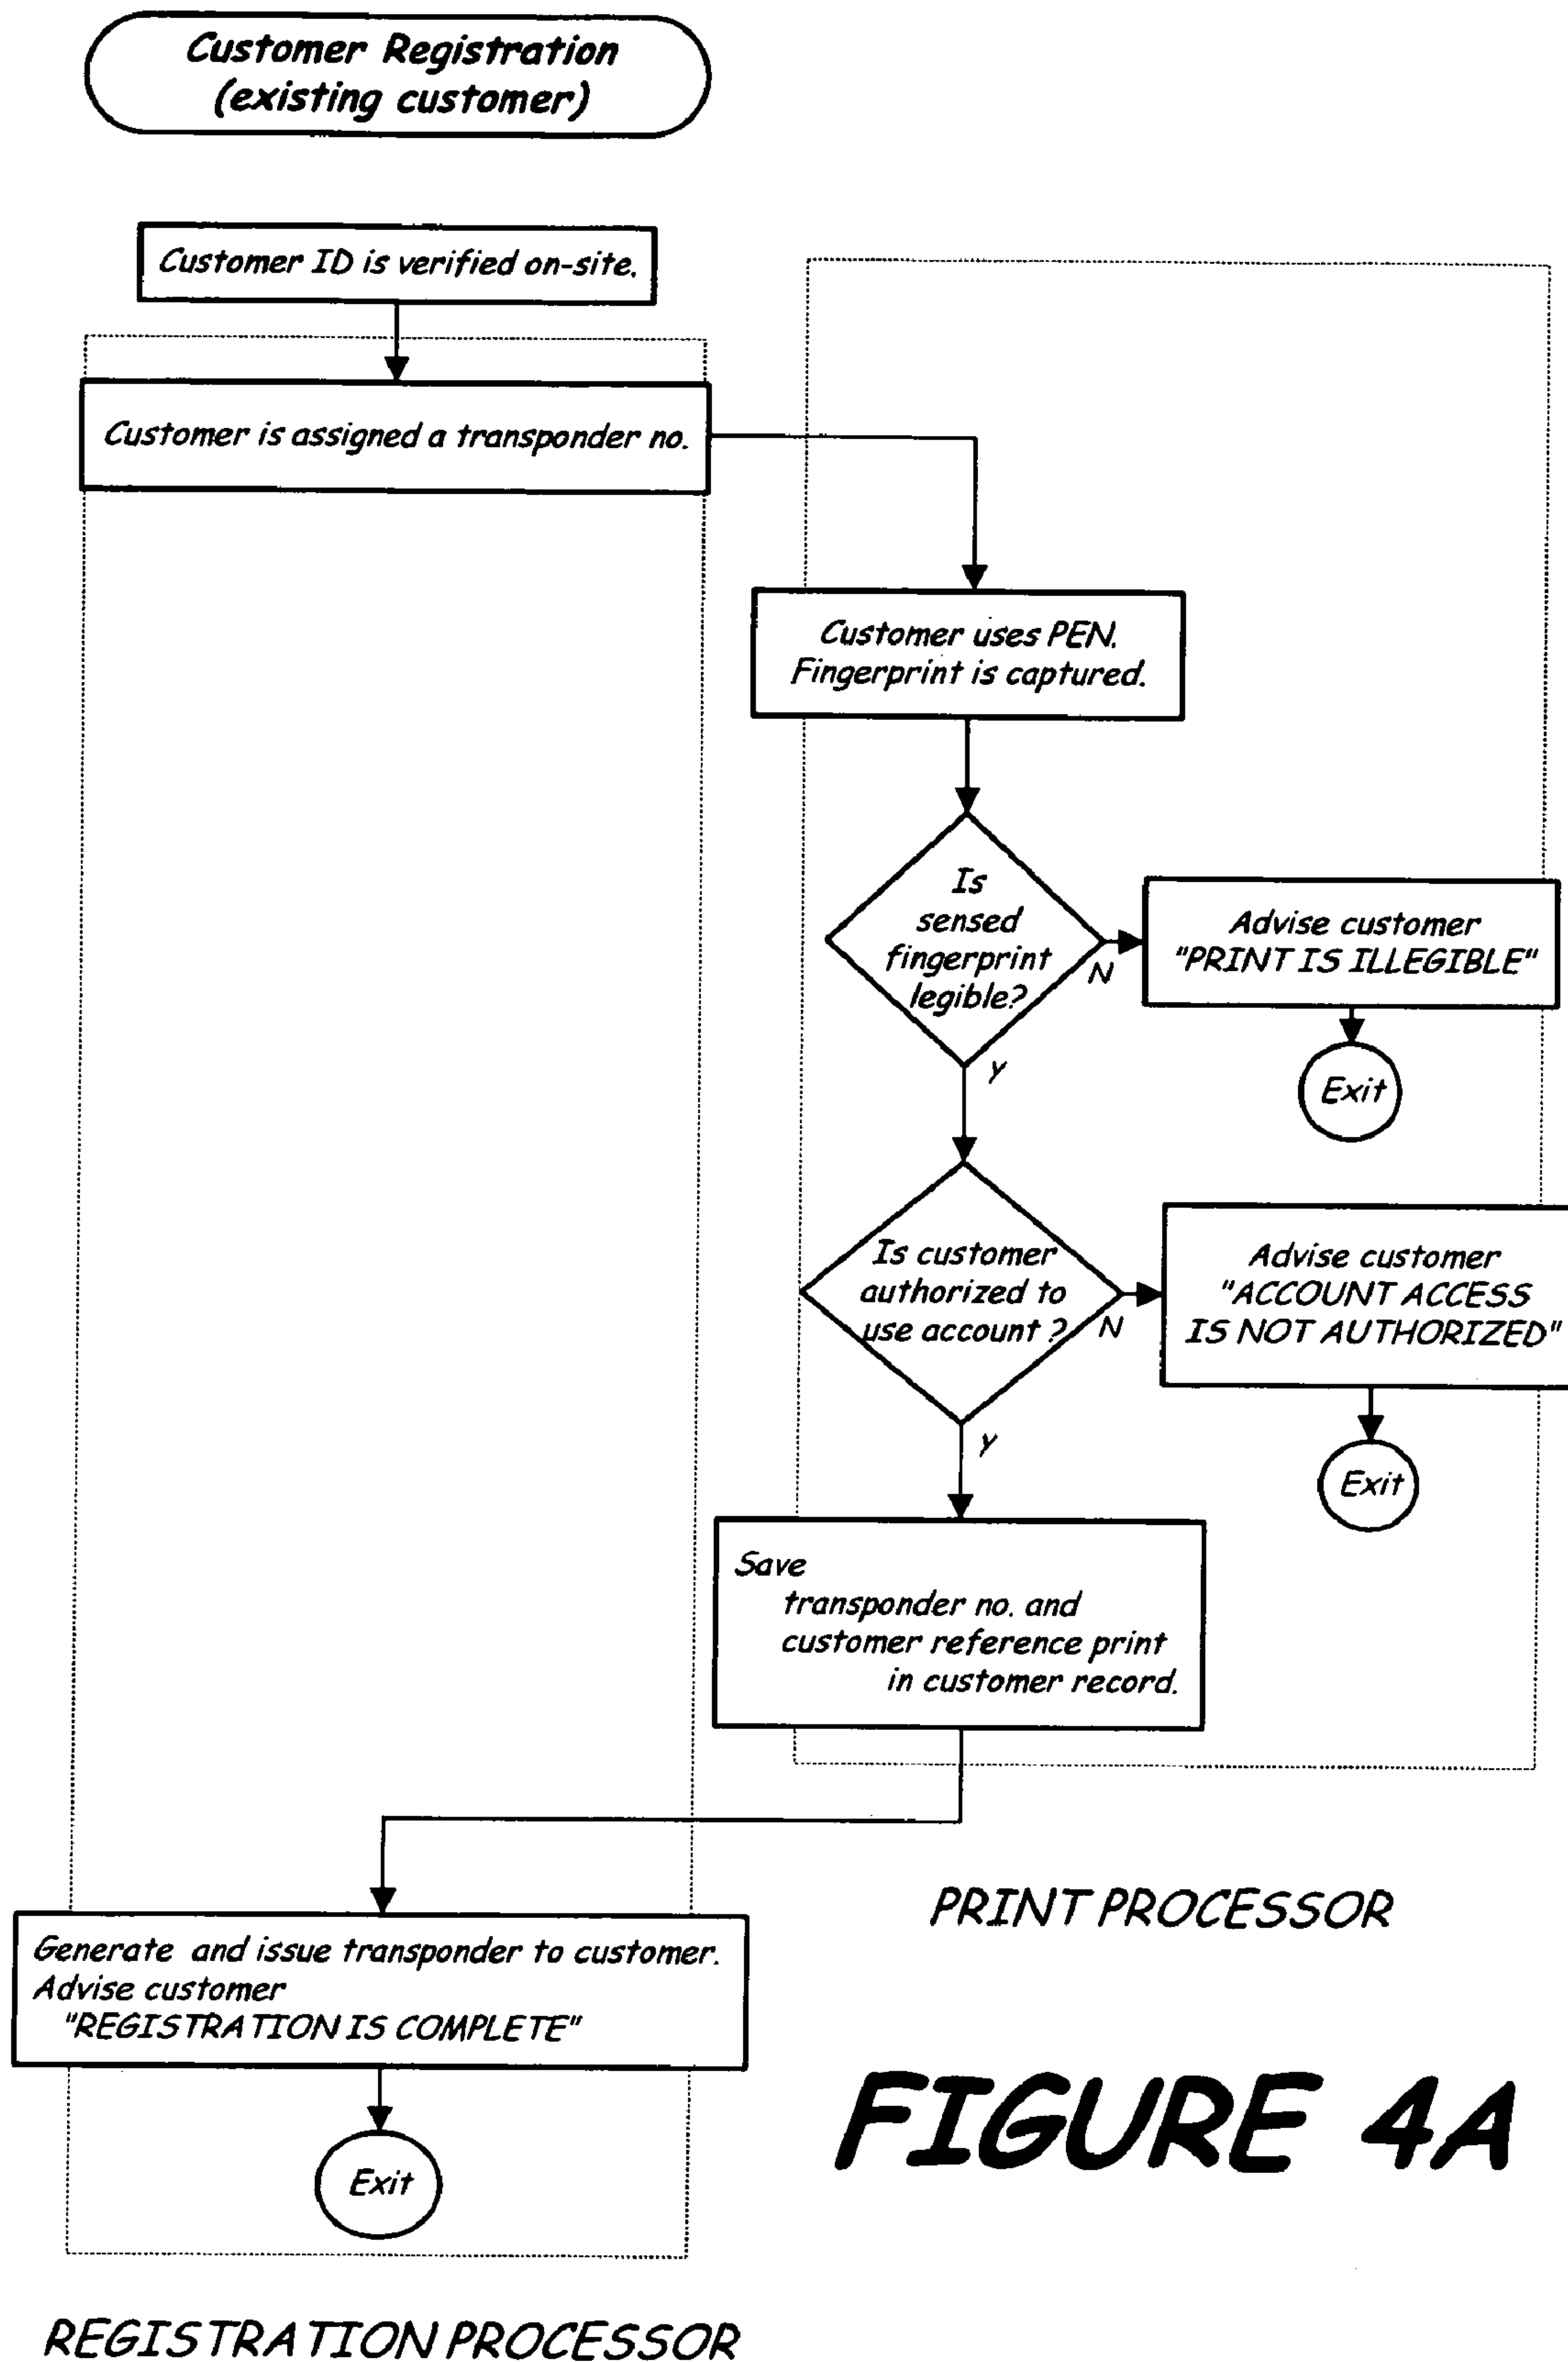 Customer Registration
(existing customer)
Customer ID is verified on-site.
Customer is assigned a transponder no.
Customer uses PEN.
Fingerprint is captured.
Is
sensed
fingerprint
legible?
N
Advise customer
"PRINT IS ILLEGIBLE"
Exit
Y
Is customer
authorized to
use account ?
N
Advise customer
"ACCOUNT ACCESS
IS NOT AUTHORIZED"
Exit
Y
Save
transponder no. and
customer reference print
in customer record.
PRINT PROCESSOR
Generate and issue transponder to customer.
Advise customer
"REGISTRATION IS COMPLETE"
Exit
FIGURE 4A
REGISTRATION PROCESSOR